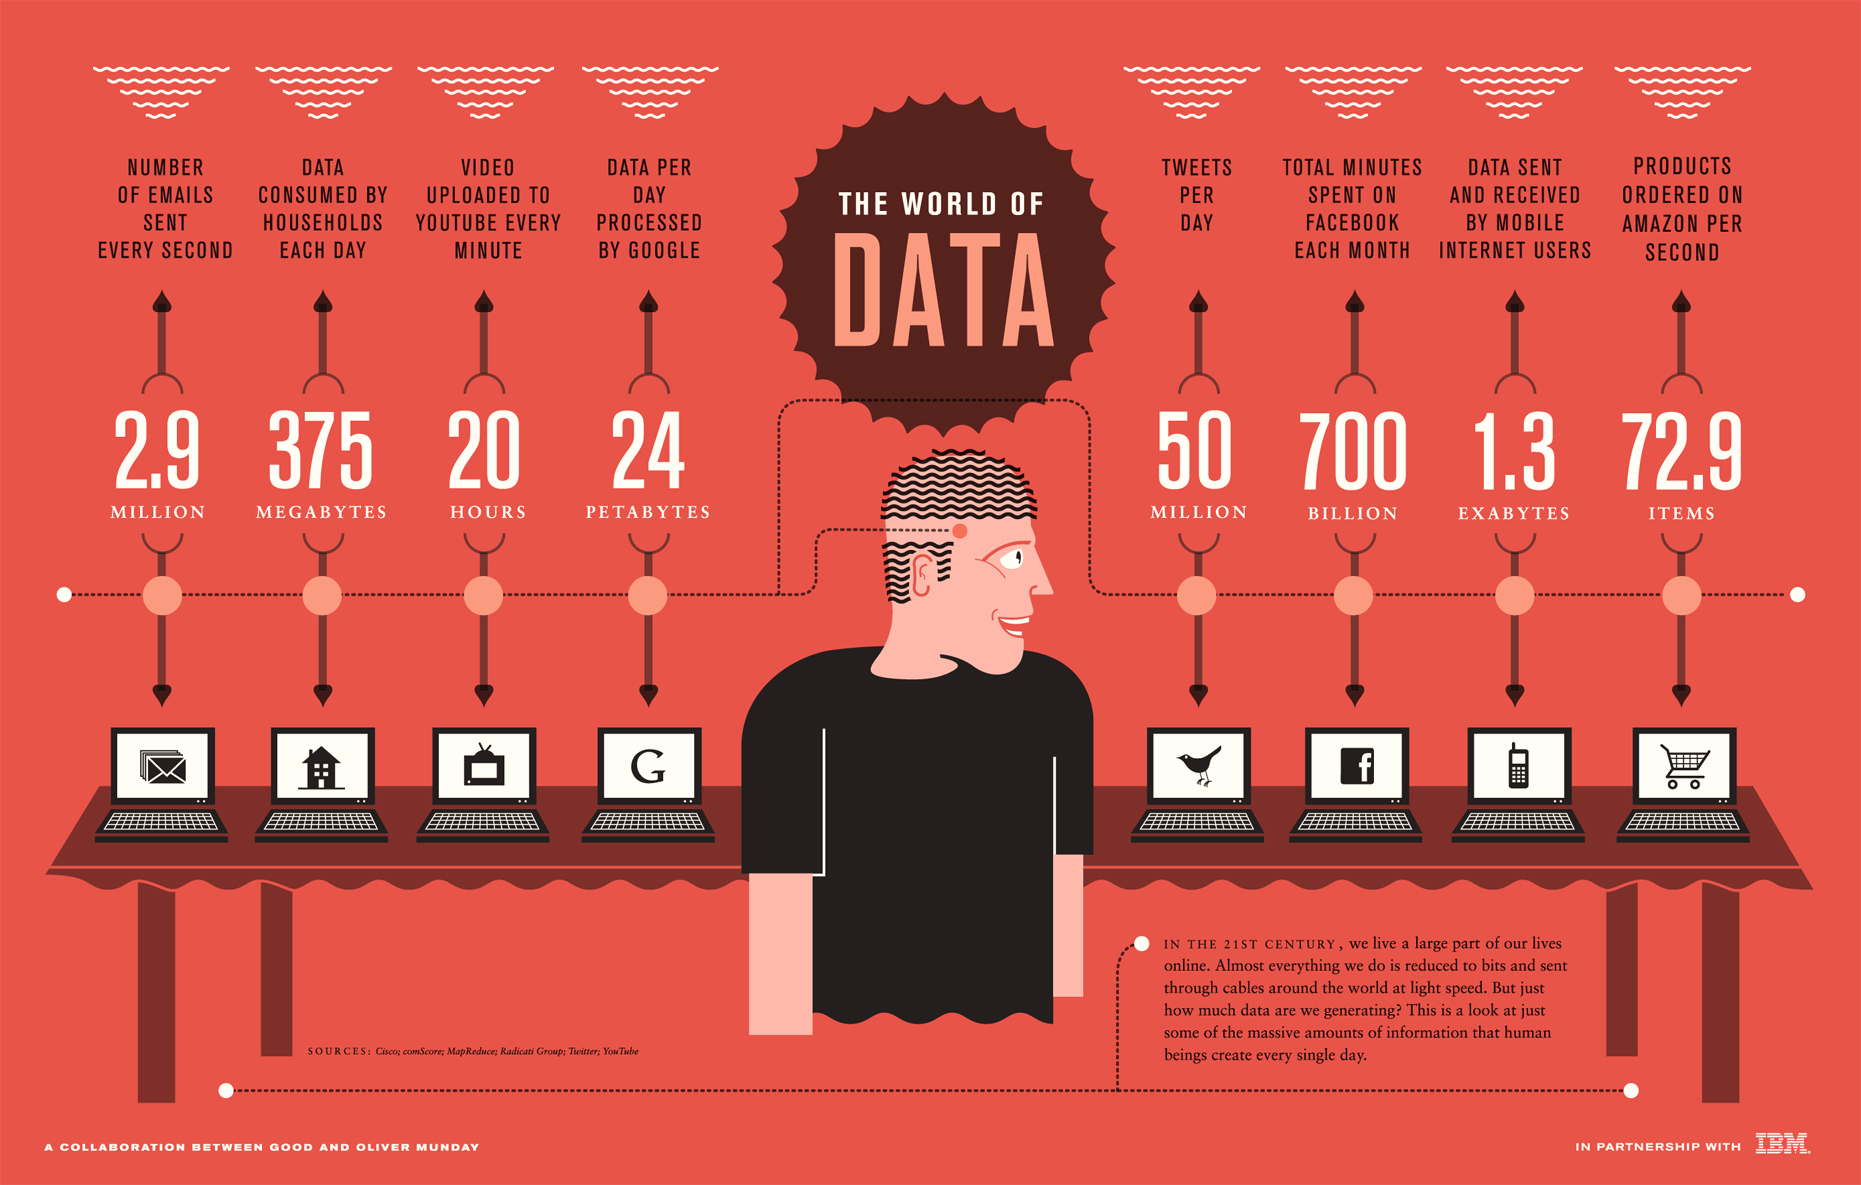 NUMBER
OF EMAILS
SENT
EVERY SECOND
2.9
MILLION
DATA
CONSUMED BY
HOUSEHOLDS
EACH DAY
375
MEGABYTES
VIDEO
UPLOADED TO
YOUTUBE EVERY
MINUTE
20
HOURS
DATA PER
DAY
PROCESSED
BY GOOGLE
24
PETABYTES
THE WORLD OF
DATA
TWEETS
PER
DAY
50
MILLION
TOTAL MINUTES
SPENT ON
FACEBOOK
EACH MONTH
700
BILLION
DATA SENT
AND RECEIVED
BY MOBILE
INTERNET USERS
1.3
EXABYTES
PRODUCTS
ORDERED ON
AMAZON PER
SECOND
72.9
ITEMS
G
f
IN THE 21ST CENTURY, we live a large part of our lives
online. Almost everything we do is reduced to bits and sent
through cables around the world at light speed. But just
how much data are we generating? This is a look at just
some of the massive amounts of information that human
beings create every single day.
SOURCES: Cisco; comScore; MapReduce; Radicati Group; Twitter; YouTube
A COLLABORATION BETWEEN GOOD AND OLIVER MUNDAY
IN PARTNERSHIP WITH IBM